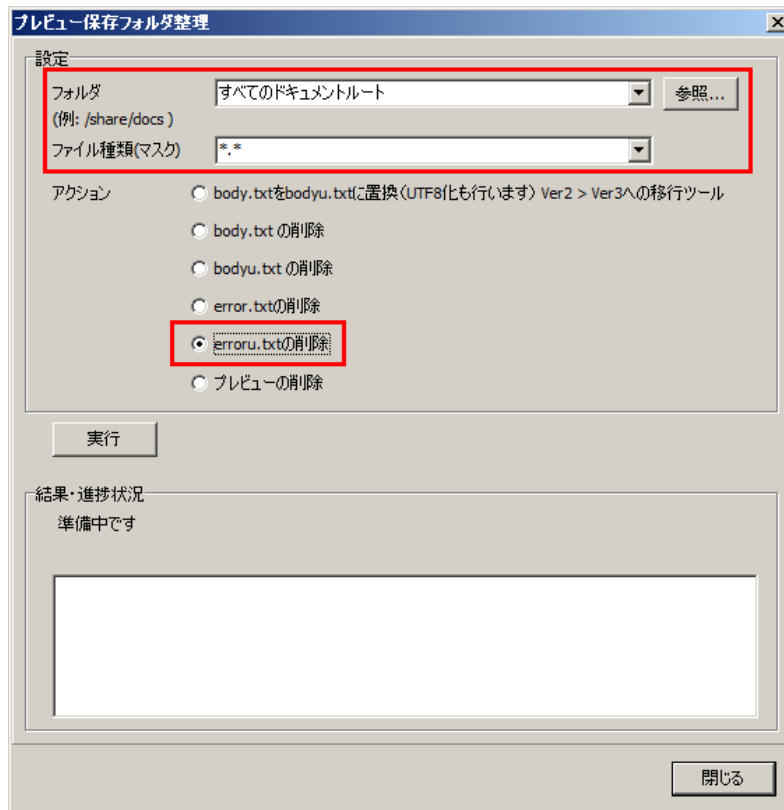 プレビュー保存フォルダ整理
設定
フォルダ すべてのドキュメントルート 参照...
(例: /share/docs )
ファイル種類(マスク) *.*
アクション body.txtをbodyu.txtに置換(UTF8化も行います) Ver2 > Ver3への移行ツール
body.txt の削除
bodyu.txt の削除
error.txtの削除
erroru.txtの削除
プレビューの削除
実行
結果・進捗状況
準備中です
閉じる